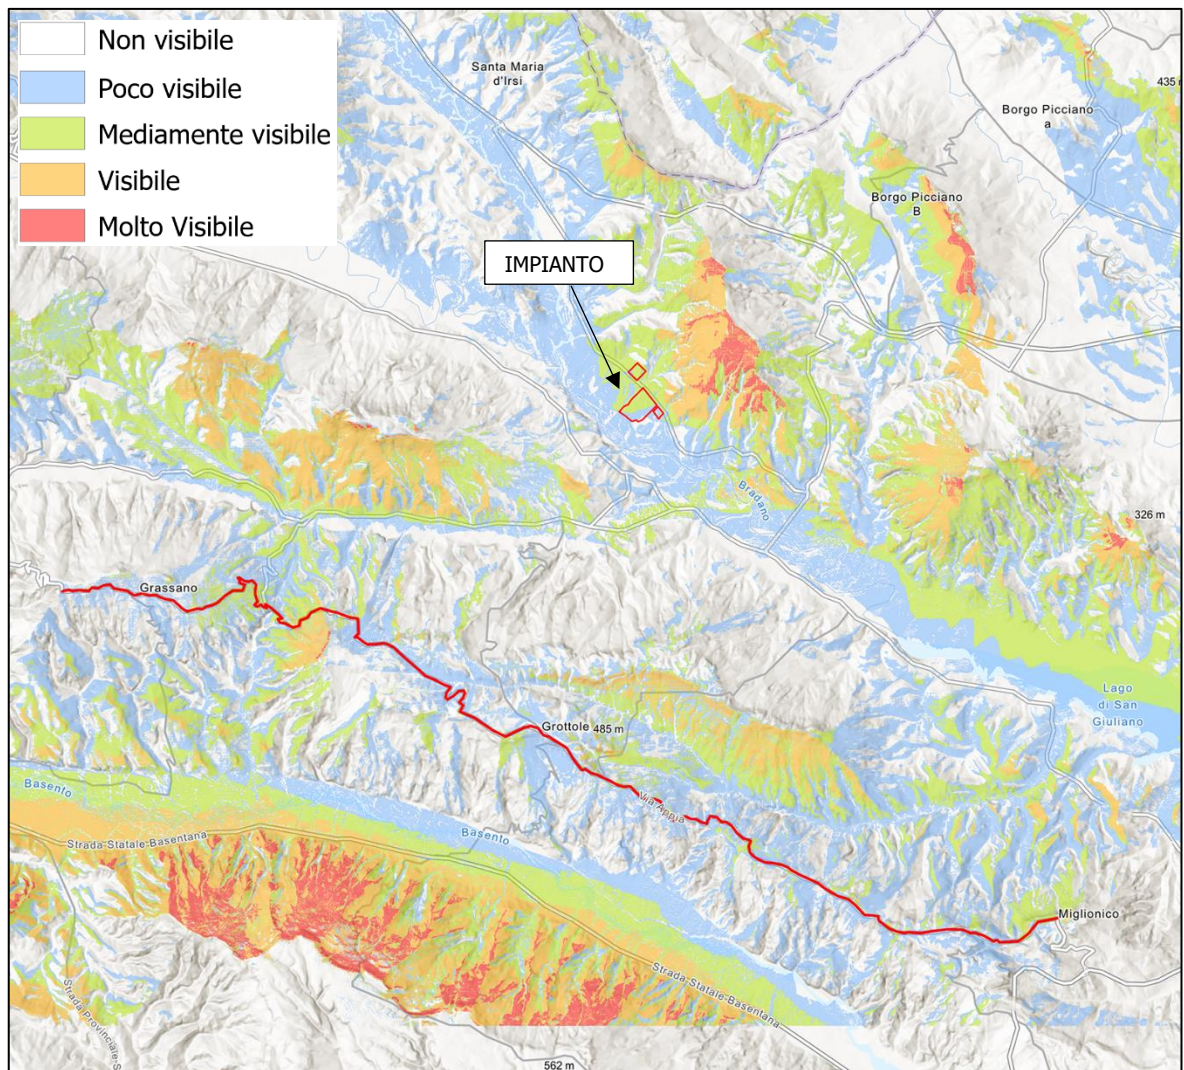 Non visibile
Poco visibile
Mediamente visibile
Visibile
Molto Visibile
Santa Maria
d'Irsi
435 m
Borgo Picciano
a
Borgo Picciano
B
IMPIANTO
Bradano
326 m
Grassano
Lago
di San
Giuliano
Grottole 485 m
Via Appia
Basento
Basento
Strada Statale Basentana
Miglionico
Strada Statale Basentana
Strada Provinciale S
562 m